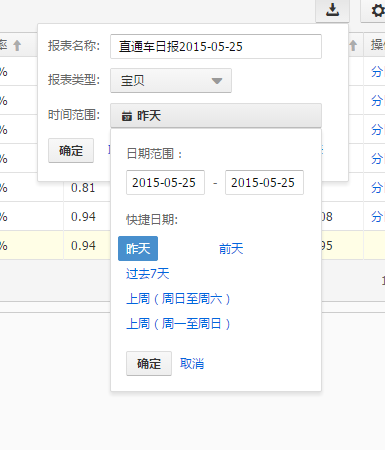 率
操作
报表名称: 直通车日报2015-05-25
% 分
报表类型: 宝贝
% 分
% 分
时间范围: 昨天
% 分
确定
日期范围：
% 0.81 分
2015-05-25 - 2015-05-25
% 0.94 08 分
快捷日期:
% 0.94 95
昨天 前天
过去7天
上周（周日至周六）
上周（周一至周日）
确定 取消